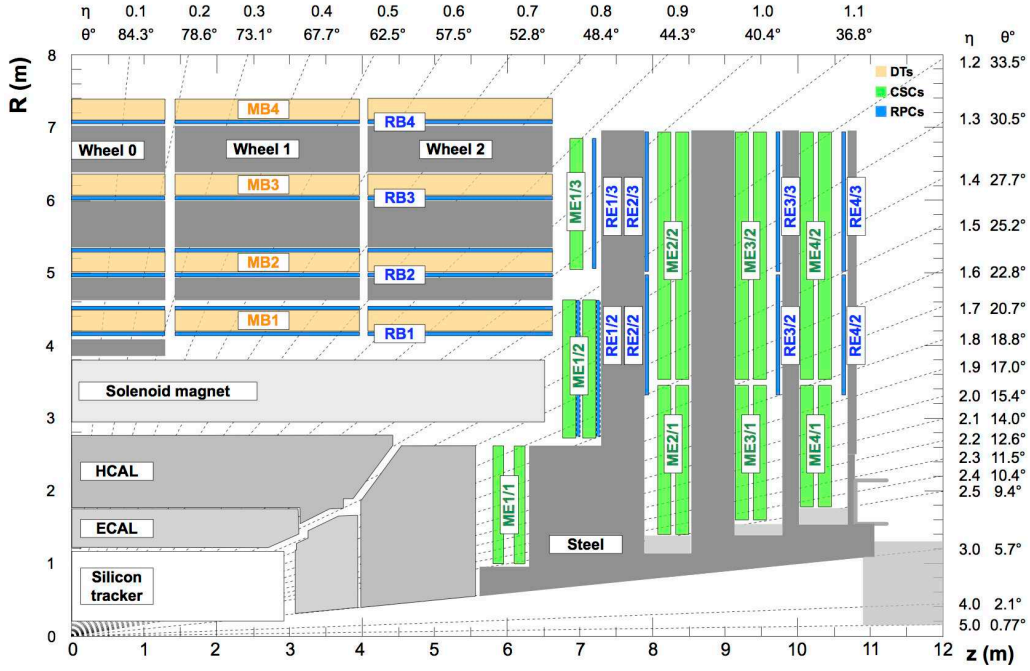 η 0.1 0.2 0.3 0.4 0.5 0.6 0.7 0.8 0.9 1.0 1.1
θ° 84.3° 78.6° 73.1° 67.7° 62.5° 57.5° 52.8° 48.4° 44.3° 40.4° 36.8° η θ°
R (m)
8
7
6
5
4
3
2
1
0
1.2 33.5°
1.3 30.5°
1.4 27.7°
1.5 25.2°
1.6 22.8°
1.7 20.7°
1.8 18.8°
1.9 17.0°
2.0 15.4°
2.1 14.0°
2.2 12.6°
2.3 11.5°
2.4 10.4°
2.5 9.4°
3.0 5.7°
4.0 2.1°
5.0 0.77°
DTs
CSCs
RPCs
MB4
RB4
Wheel 0
Wheel 1
Wheel 2
MB3
RB3
MB2
RB2
MB1
RB1
Solenoid magnet
HCAL
ECAL
Silicon
tracker
Steel
ME1/3
RE1/3
RE2/3
ME2/2
ME3/2
RE3/3
ME4/2
RE4/3
ME1/2
RE1/2
RE2/2
RE3/2
RE4/2
ME1/1
ME2/1
ME3/1
ME4/1
0 1 2 3 4 5 6 7 8 9 10 11 12
z (m)